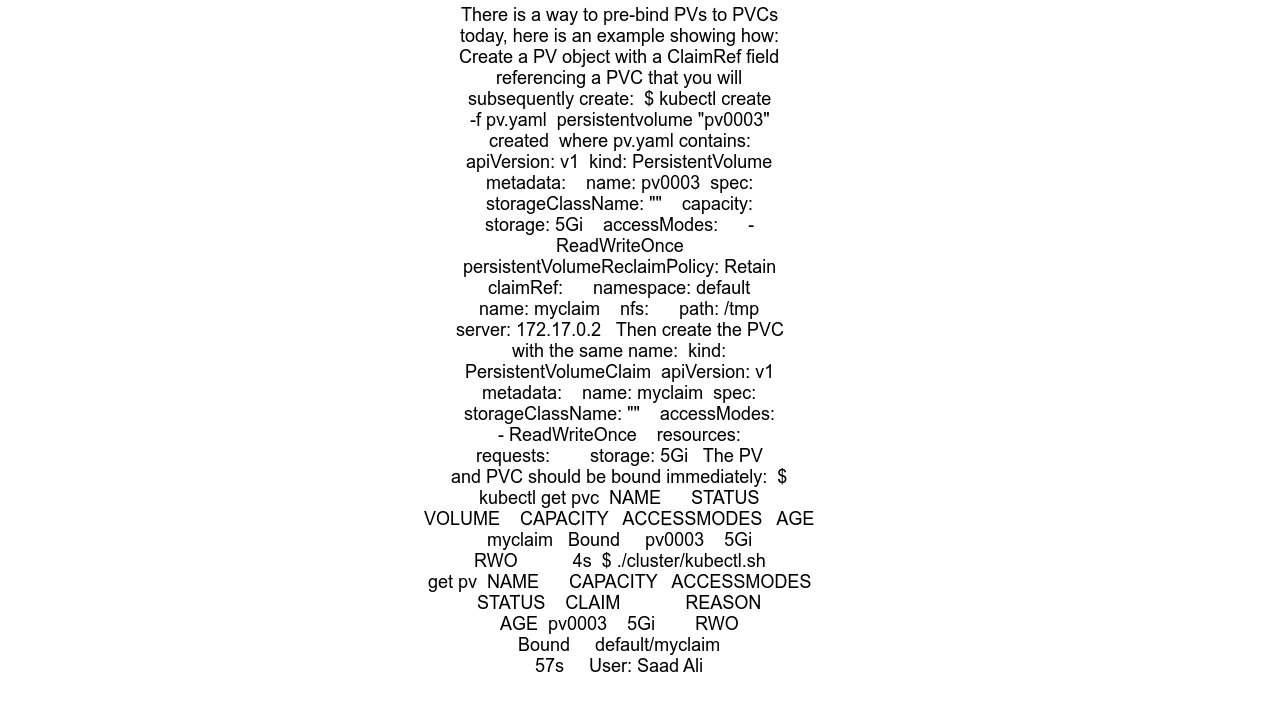 There is a way to pre-bind PVs to PVCs
today, here is an example showing how:
Create a PV object with a ClaimRef field
referencing a PVC that you will
subsequently create:  $ kubectl create
-f pv.yaml  persistentvolume "pv0003"
created  where pv.yaml contains:
apiVersion: v1  kind: PersistentVolume
metadata:    name: pv0003  spec:
storageClassName: ""    capacity:
storage: 5Gi    accessModes:      -
ReadWriteOnce
persistentVolumeReclaimPolicy: Retain
claimRef:      namespace: default
name: myclaim    nfs:      path: /tmp
server: 172.17.0.2   Then create the PVC
with the same name:  kind:
PersistentVolumeClaim  apiVersion: v1
metadata:    name: myclaim  spec:
storageClassName: ""    accessModes:
- ReadWriteOnce    resources:
requests:        storage: 5Gi   The PV
and PVC should be bound immediately:  $
kubectl get pvc  NAME      STATUS
VOLUME    CAPACITY   ACCESSMODES   AGE
myclaim   Bound     pv0003    5Gi
RWO           4s  $ ./cluster/kubectl.sh
get pv  NAME      CAPACITY   ACCESSMODES
STATUS    CLAIM             REASON
AGE  pv0003    5Gi        RWO
Bound     default/myclaim
57s     User: Saad Ali